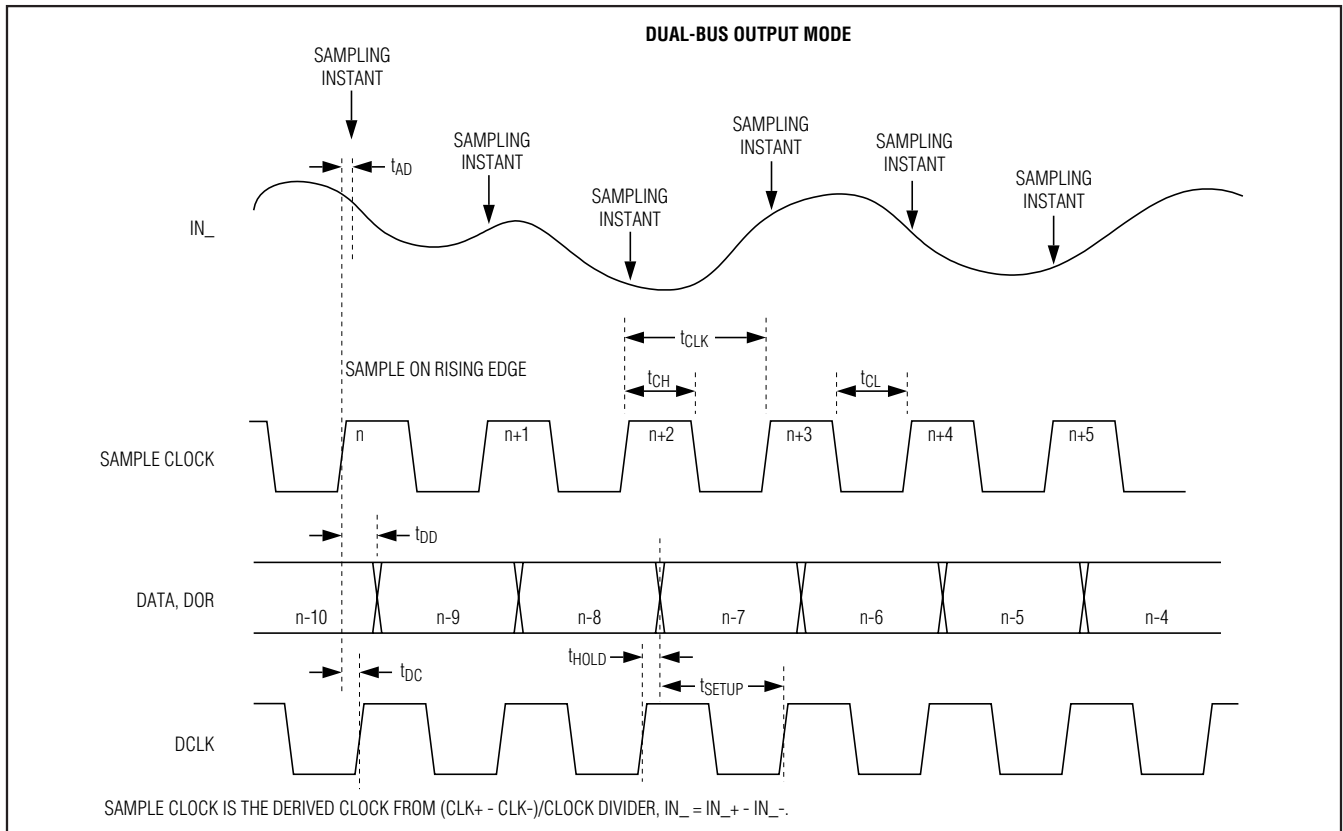 DUAL-BUS OUTPUT MODE
SAMPLING
INSTANT
SAMPLING
INSTANT
SAMPLING
INSTANT
SAMPLING
INSTANT
SAMPLING
INSTANT
SAMPLING
INSTANT
tAD
IN_
tCLK
SAMPLE ON RISING EDGE
tCH
tCL
n
n+1
n+2
n+3
n+4
n+5
SAMPLE CLOCK
tDD
DATA, DOR
n-10
n-9
n-8
n-7
n-6
n-5
n-4
tHOLD
tDC
tSETUP
DCLK
SAMPLE CLOCK IS THE DERIVED CLOCK FROM (CLK+ - CLK-)/CLOCK DIVIDER, IN_ = IN_+ - IN_-.